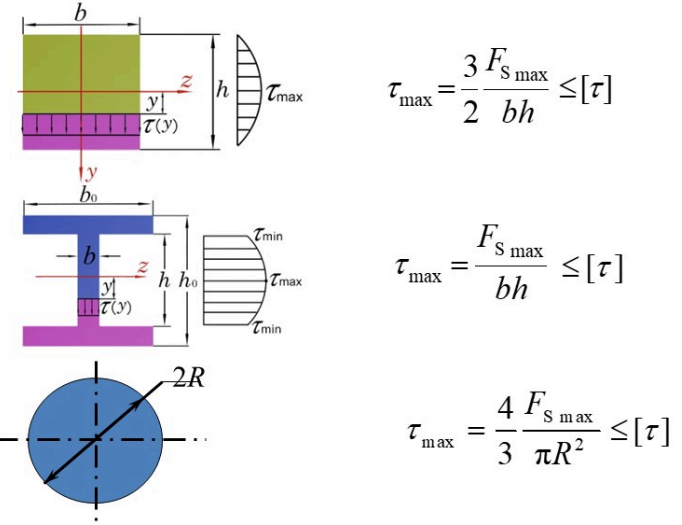 b
z
y
h
τmax
τ(y)
y
τmax = 3/2 FS max/bh ≤[τ]
b₀
τmin
b
z
y
h
h₀
τmax
τ(y)
τmin
τmax = FS max/bh ≤[τ]
2R
τmax = 4/3 FS max/πR² ≤[τ]